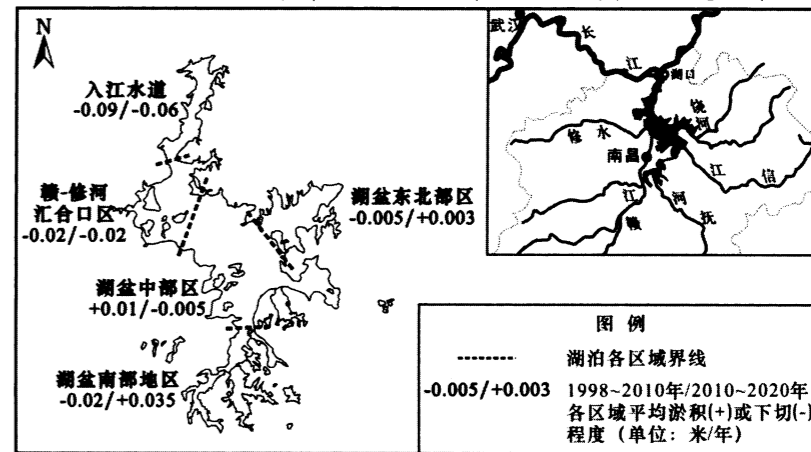 N
入江水道
-0.09/-0.06
赣-修河
汇合口区
-0.02/-0.02
湖盆东北部区
-0.005/+0.003
湖盆中部区
+0.01/-0.005
湖盆南部地区
-0.02/+0.035
武汉
长
江
湖口
饶
河
修
水
南昌
江
信
江
赣
河
抚
图 例
湖泊各区域界线
-0.005/+0.003 1998~2010年/2010~2020年
各区域平均淤积(+)或下切(-)
程度（单位：米/年）